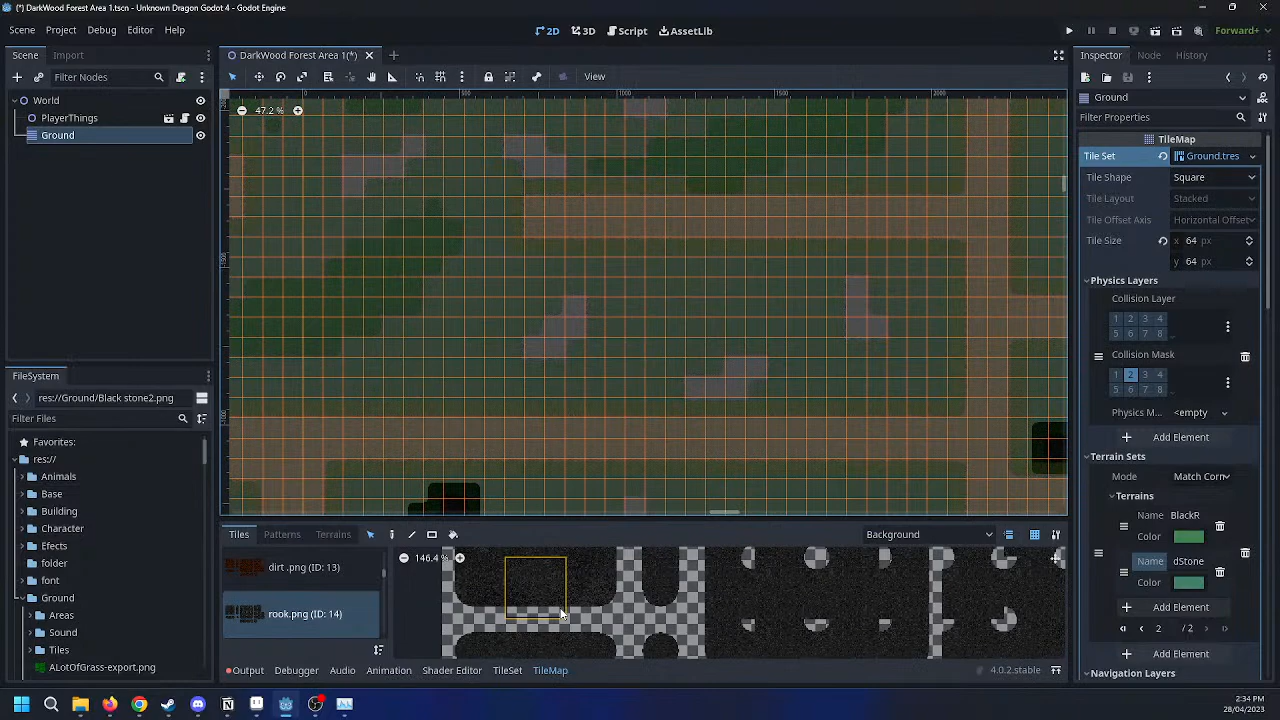 (*) DarkWood Forest Area 1.tscn - Unknown Dragon Godot 4 - Godot Engine
Scene Project Debug Editor Help
2D 3D Script AssetLib
Forward+
Scene Import
DarkWood Forest Area 1(*)
Inspector Node History
Filter Nodes
View
World
PlayerThings
Ground
47.2 %
0 500 1000 1500 2000
Ground
Filter Properties
TileMap
Tile Set Ground.tres
Tile Shape Square
Tile Layout Stacked
Tile Offset Axis Horizontal Offset
Tile Size x 64 px
y 64 px
Physics Layers
Collision Layer
1 2 3 4
5 6 7 8
Collision Mask
1 2 3 4
5 6 7 8
Physics M... <empty>
Add Element
Terrain Sets
Mode Match Corn
Terrains
Name BlackR
Color
Name dStone
Color
Add Element
2 / 2
Add Element
Navigation Layers
FileSystem
res://Ground/Black stone2.png
Filter Files
Favorites:
res://
Animals
Base
Building
Character
Efects
folder
font
Ground
Areas
Sound
Tiles
ALotOfGrass-export.png
Tiles Patterns Terrains
Background
dirt .png (ID: 13)
rook.png (ID: 14)
146.4 %
Output Debugger Audio Animation Shader Editor TileSet TileMap
4.0.2.stable
2:34 PM
28/04/2023